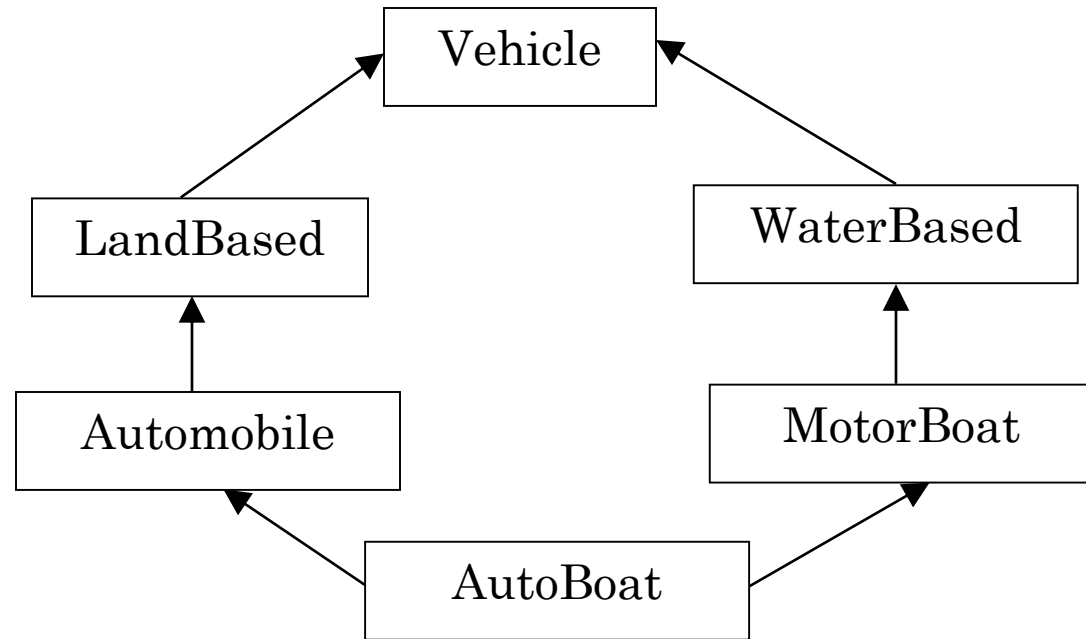 Vehicle
LandBased
WaterBased
Automobile
MotorBoat
AutoBoat